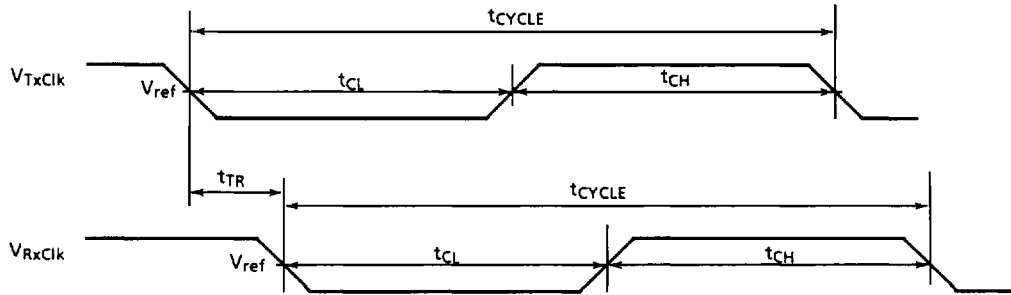 tCYCLE
VTxClk
Vref
tCL
tCH
tTR
tCYCLE
VRxClk
Vref
tCL
tCH